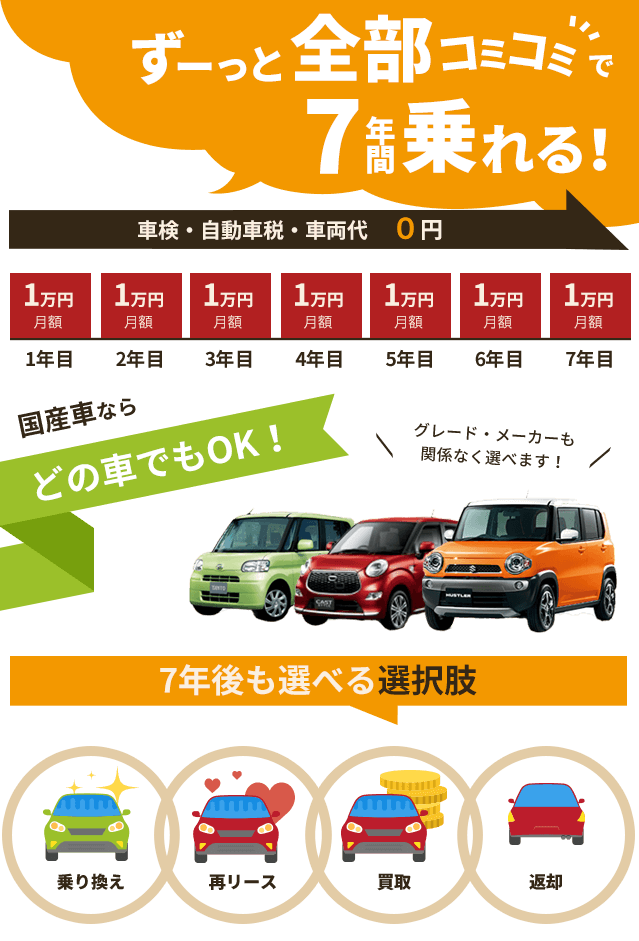 ずーっと全部コミコミで
7年間乗れる！
車検・自動車税・車両代 0円
1万円 1万円 1万円 1万円 1万円 1万円 1万円
月額 月額 月額 月額 月額 月額 月額
1年目 2年目 3年目 4年目 5年目 6年目 7年目
国産車なら
どの車でもOK！
グレード・メーカーも
関係なく選べます！
CAST
HUSTLER
7年後も選べる選択肢
乗り換え 再リース 買取 返却